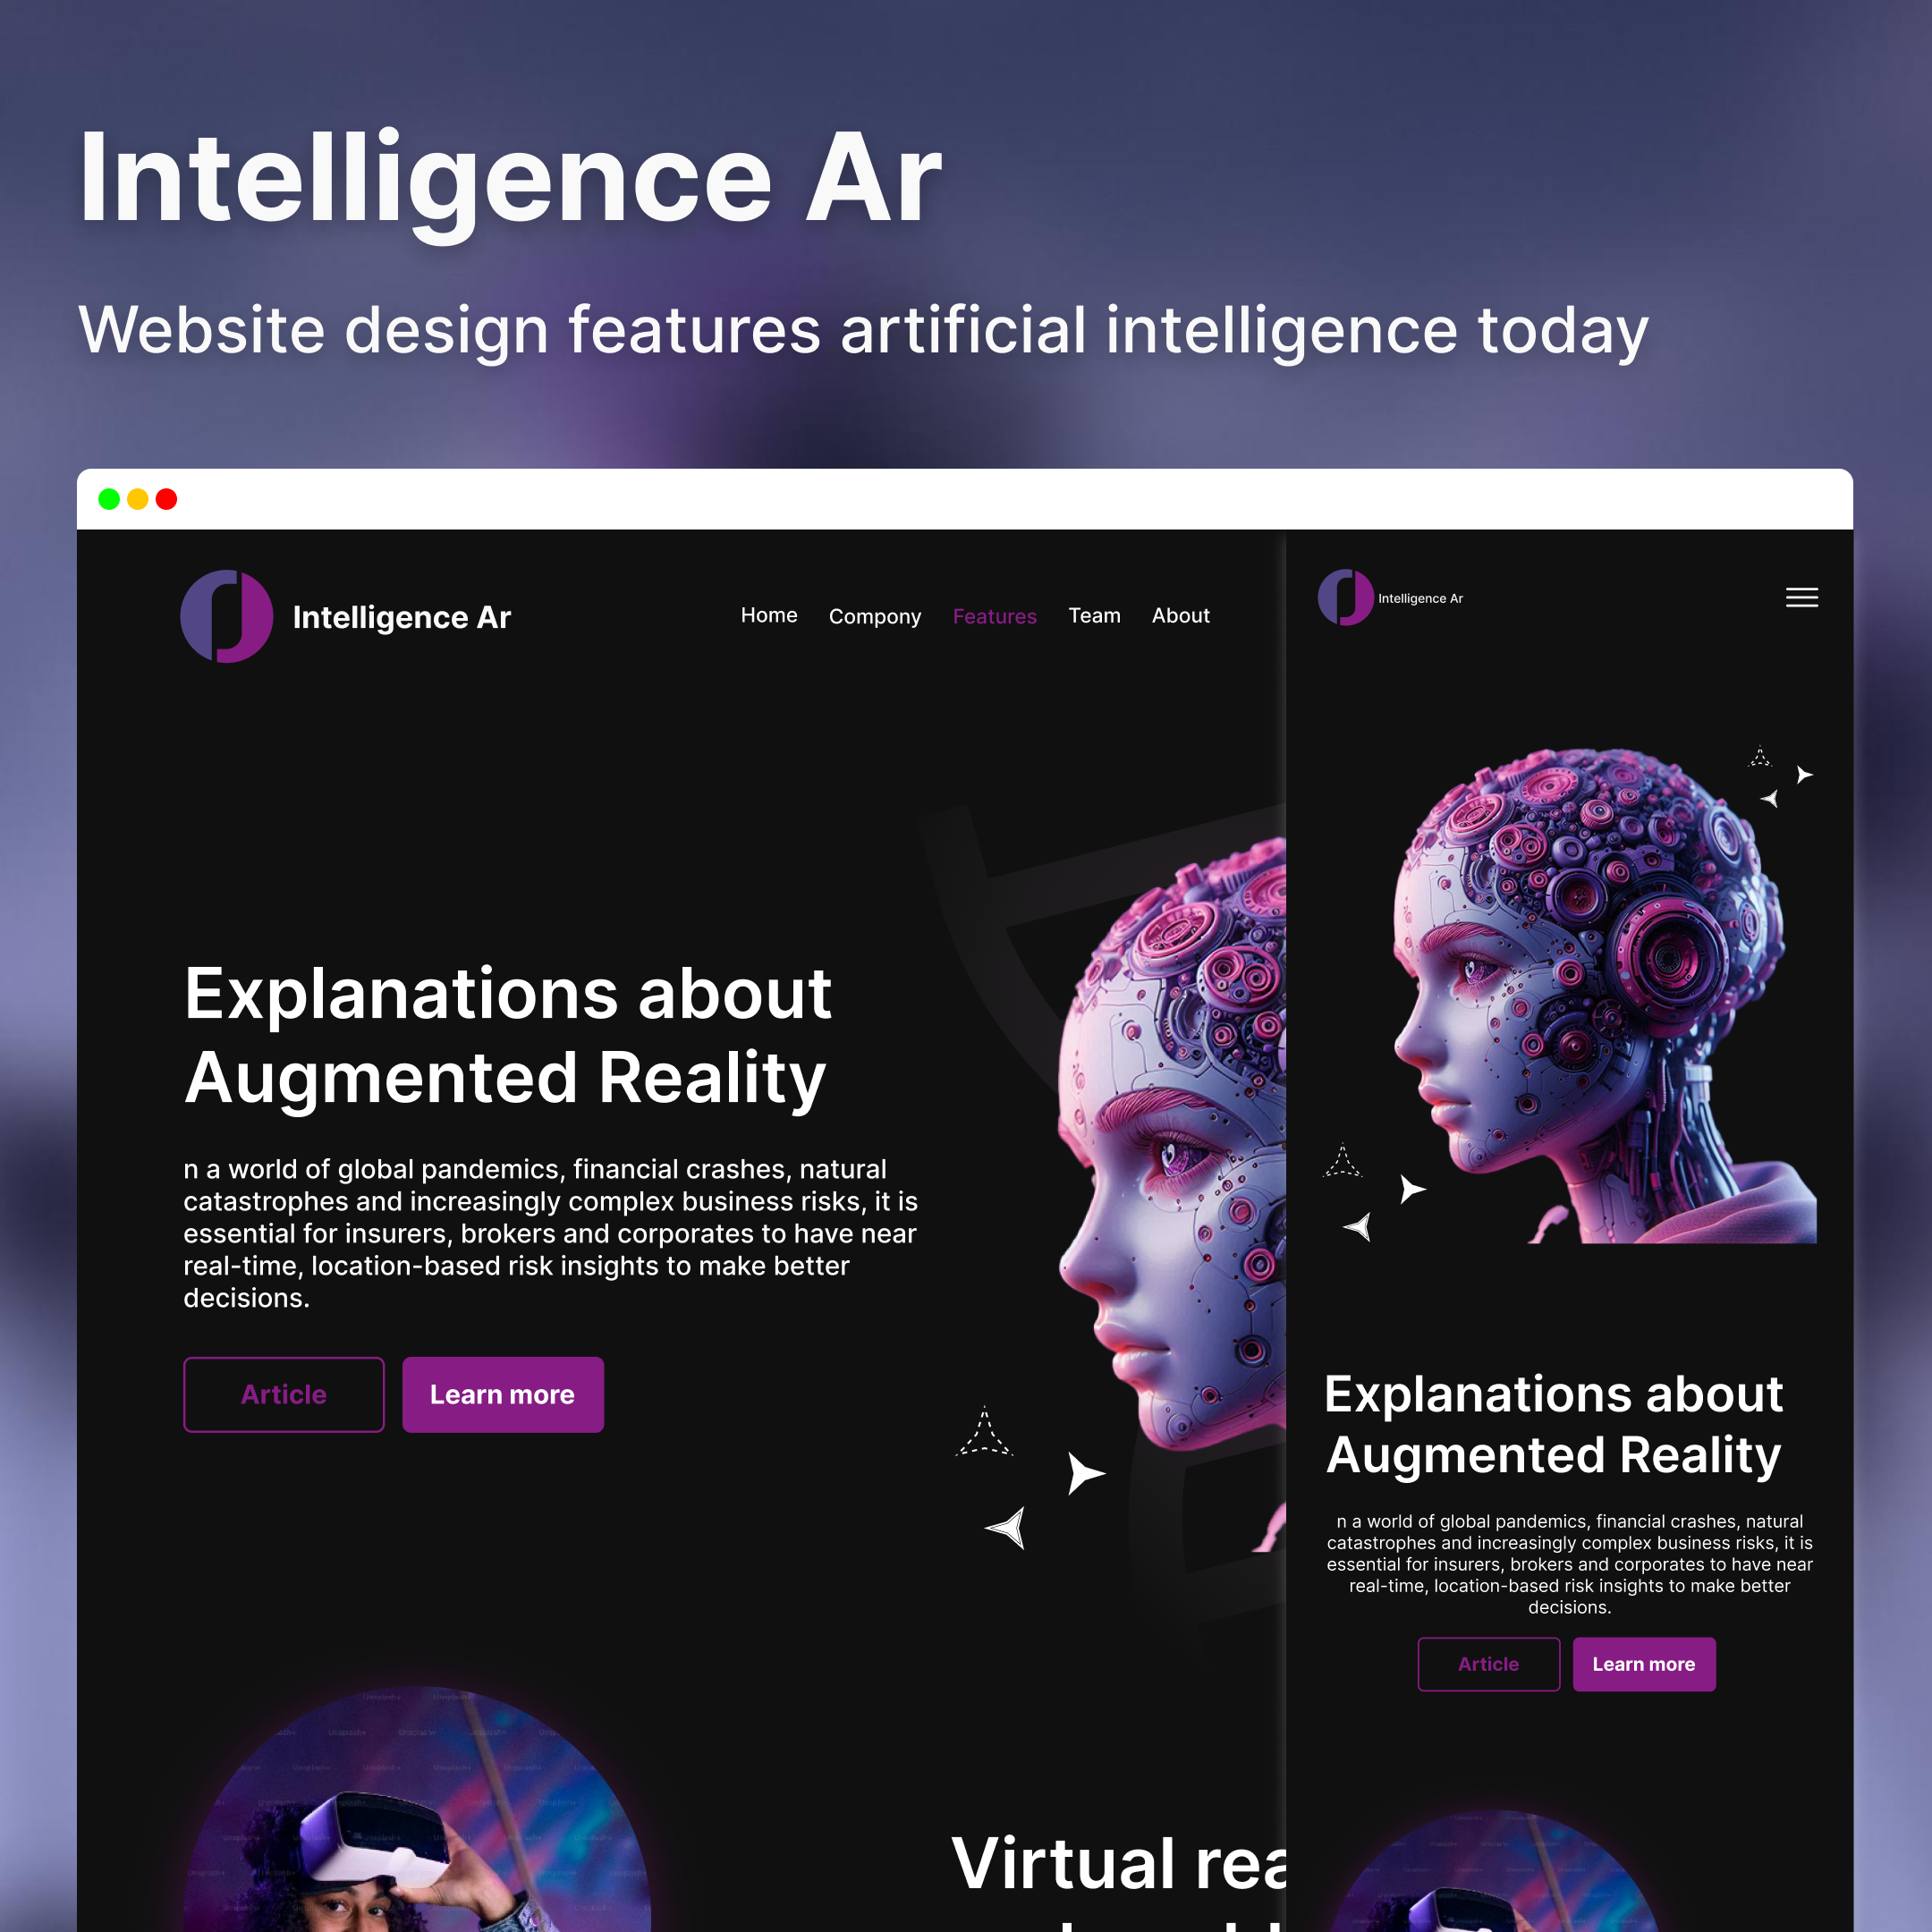 Intelligence Ar
Website design features artificial intelligence today
Intelligence Ar
Home Compony Features Team About
Explanations about
Augmented Reality
n a world of global pandemics, financial crashes, natural
catastrophes and increasingly complex business risks, it is
essential for insurers, brokers and corporates to have near
real-time, location-based risk insights to make better
decisions.
Article Learn more
Virtual rea
Intelligence Ar
Explanations about
Augmented Reality
n a world of global pandemics, financial crashes, natural
catastrophes and increasingly complex business risks, it is
essential for insurers, brokers and corporates to have near
real-time, location-based risk insights to make better
decisions.
Article Learn more